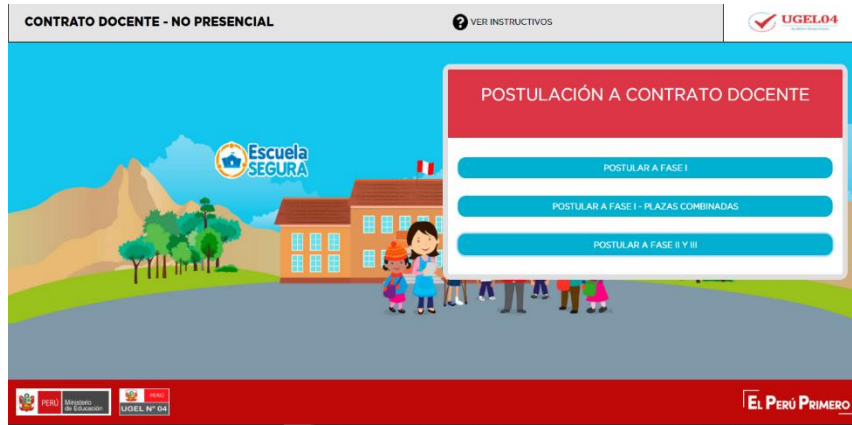 CONTRATO DOCENTE - NO PRESENCIAL
? VER INSTRUCTIVOS
UGEL04
POSTULACIÓN A CONTRATO DOCENTE
Escuela
SEGURA
POSTULAR A FASE I
POSTULAR A FASE I - PLAZAS COMBINADAS
POSTULAR A FASE II Y III
PERÚ Ministerio
de Educación
PERÚ
UGEL N° 04
EL PERÚ PRIMERO